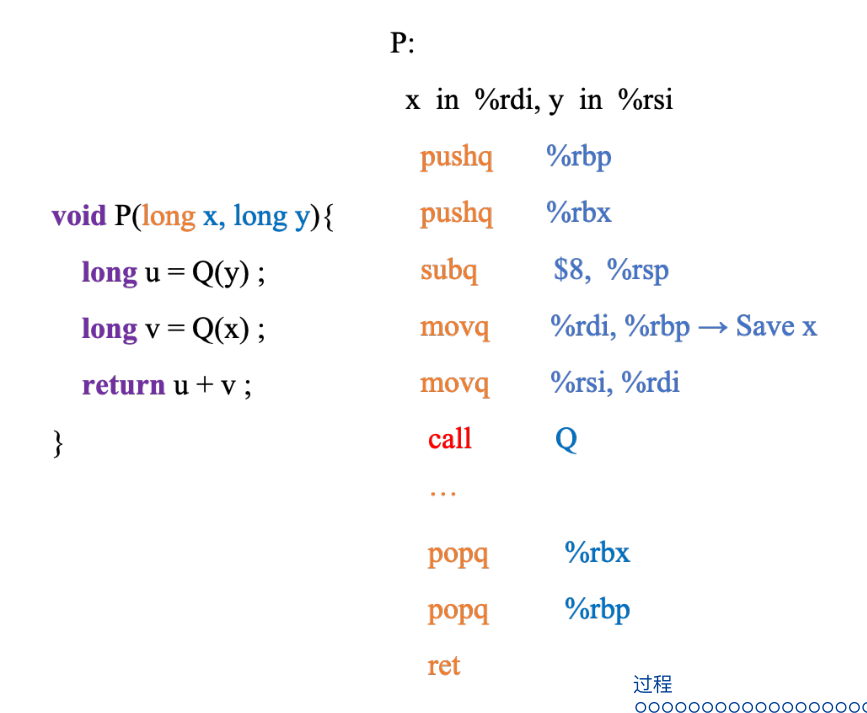 void P(long x, long y){
long u = Q(y) ;
long v = Q(x) ;
return u + v ;
}
P:
x in %rdi, y in %rsi
pushq %rbp
pushq %rbx
subq $8, %rsp
movq %rdi, %rbp → Save x
movq %rsi, %rdi
call Q
…
popq %rbx
popq %rbp
ret
过程